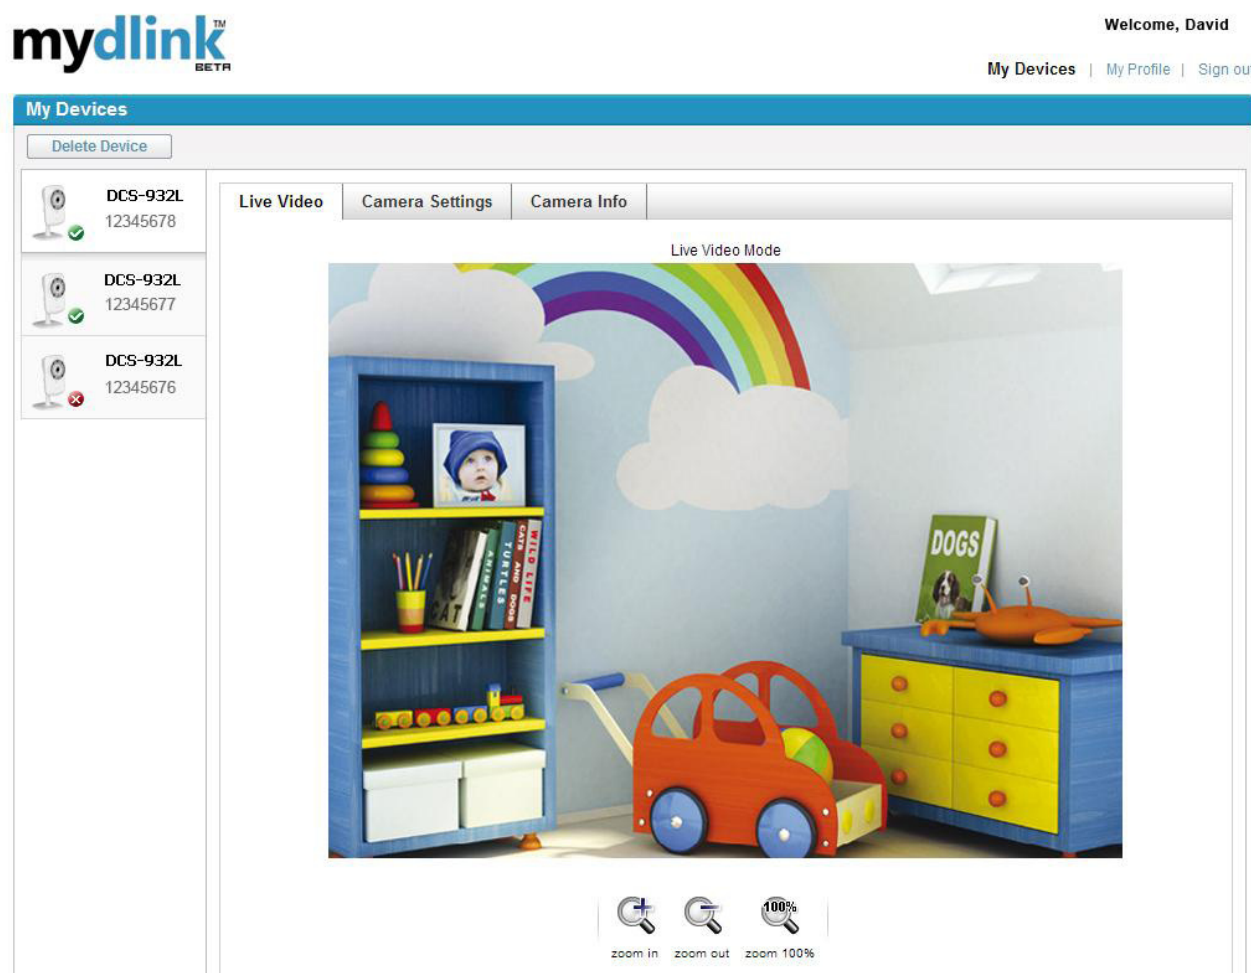 mydlink™
BETA
Welcome, David
My Devices | My Profile | Sign ou
My Devices
Delete Device
DCS-932L
12345678
DCS-932L
12345677
DCS-932L
12345676
Live Video
Camera Settings
Camera Info
Live Video Mode
CAT
ANIMALS
TURTLES
CATS AND DOGS
WILD LIFE
DOGS
zoom in
zoom out
100%
zoom 100%